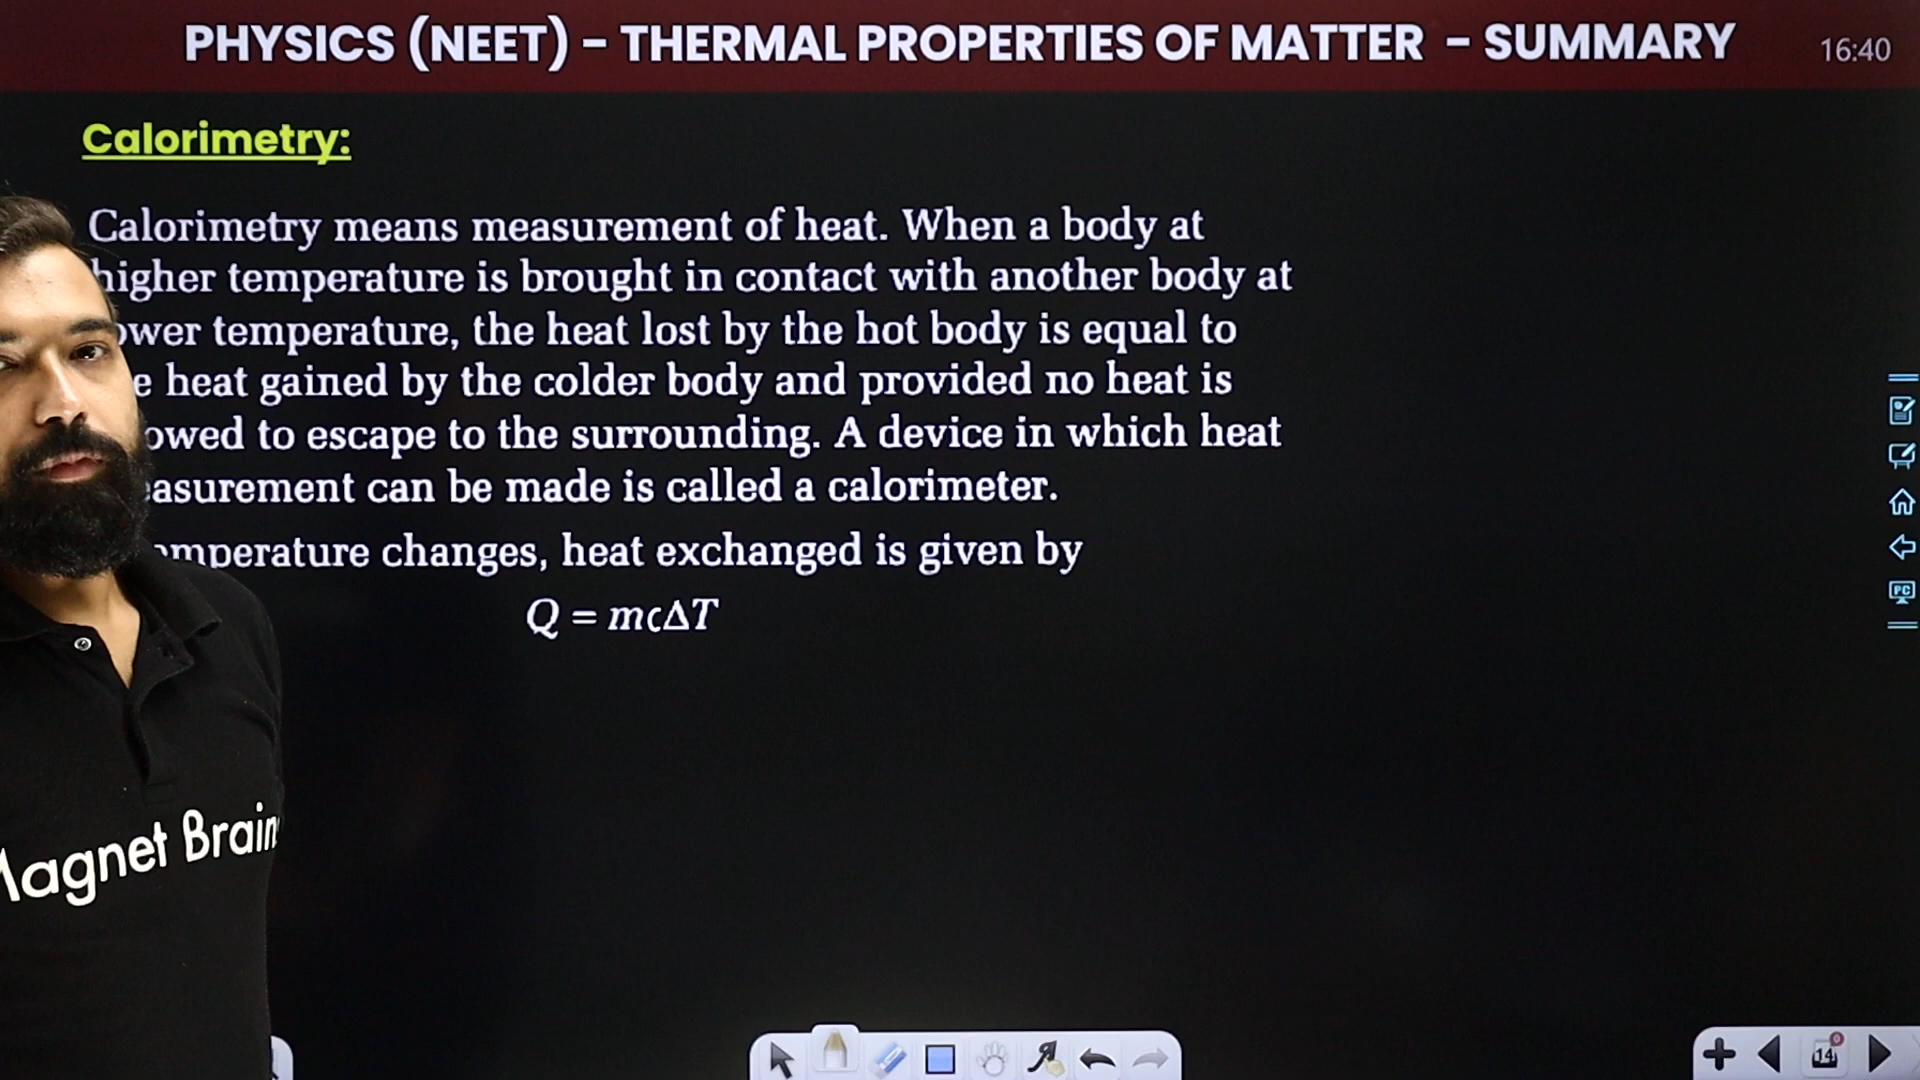 PHYSICS (NEET) – THERMAL PROPERTIES OF MATTER – SUMMARY
16:40
Calorimetry:
Calorimetry means measurement of heat. When a body at
higher temperature is brought in contact with another body at
temperature, the heat lost by the hot body is equal to
heat gained by the colder body and provided no heat is
to escape to the surrounding. A device in which heat
can be made is called a calorimeter.
changes, heat exchanged is given by
Q = mcΔT
Magnet Brain
PC
14